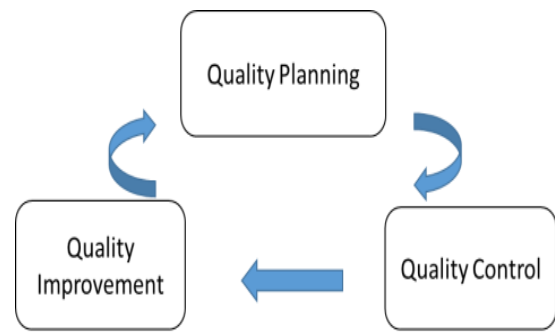 Quality Planning
Quality Control
Quality
Improvement